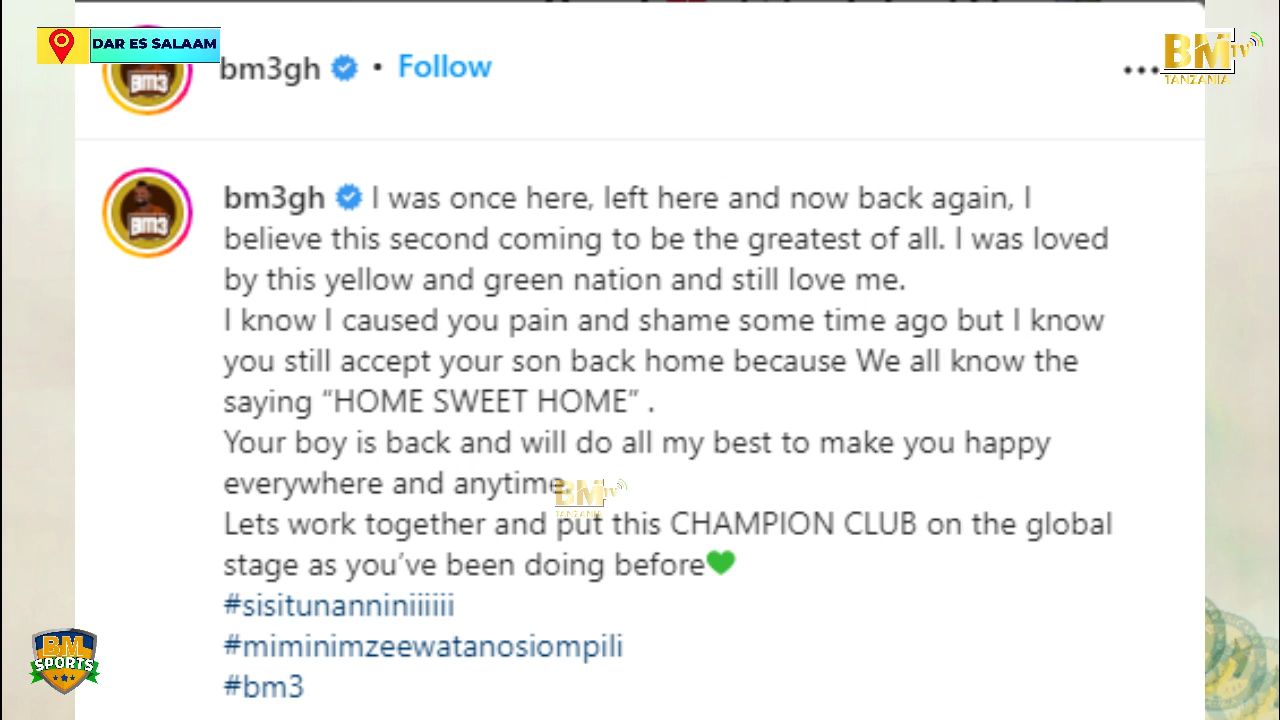 DAR ES SALAAM
bm3gh • Follow
BM TV
TANZANIA
BM3
bm3gh I was once here, left here and now back again, I
believe this second coming to be the greatest of all. I was loved
by this yellow and green nation and still love me.
I know I caused you pain and shame some time ago but I know
you still accept your son back home because We all know the
saying “HOME SWEET HOME” .
Your boy is back and will do all my best to make you happy
everywhere and anytime.
BM TV
TANZANIA
Lets work together and put this CHAMPION CLUB on the global
stage as you’ve been doing before💚
#sisitunanniniiiiii
#miminimzeewatanosiompili
#bm3
BM3
BM
SPORTS